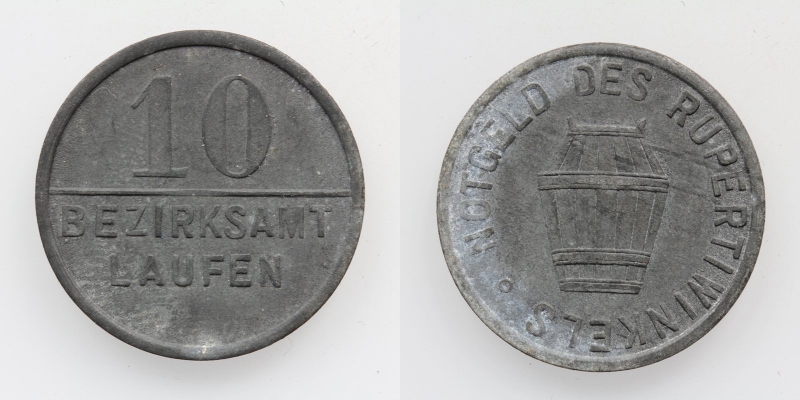 10
BEZIRKSAMT
LAUFEN
NOTGELD DES RUPERTIWINKELS